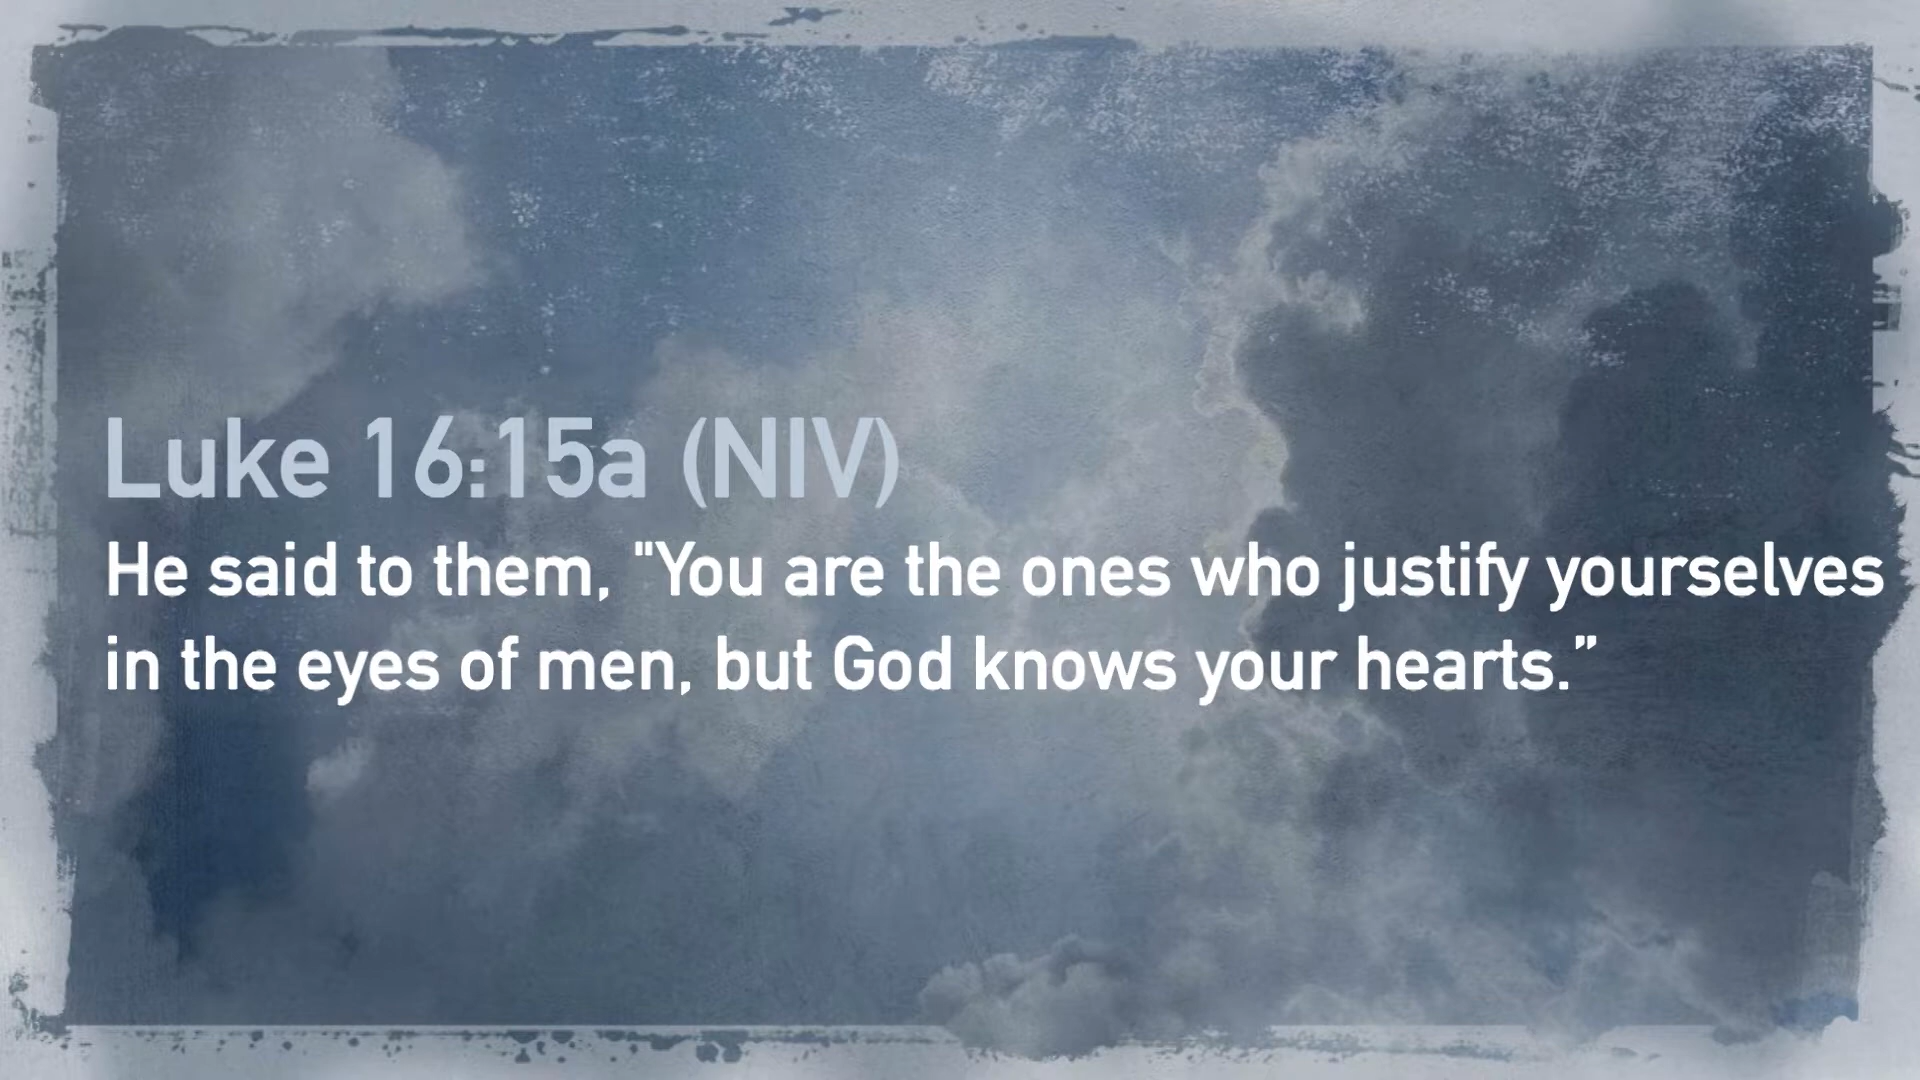 Luke 16:15a (NIV)
He said to them, "You are the ones who justify yourselves
in the eyes of men, but God knows your hearts.”